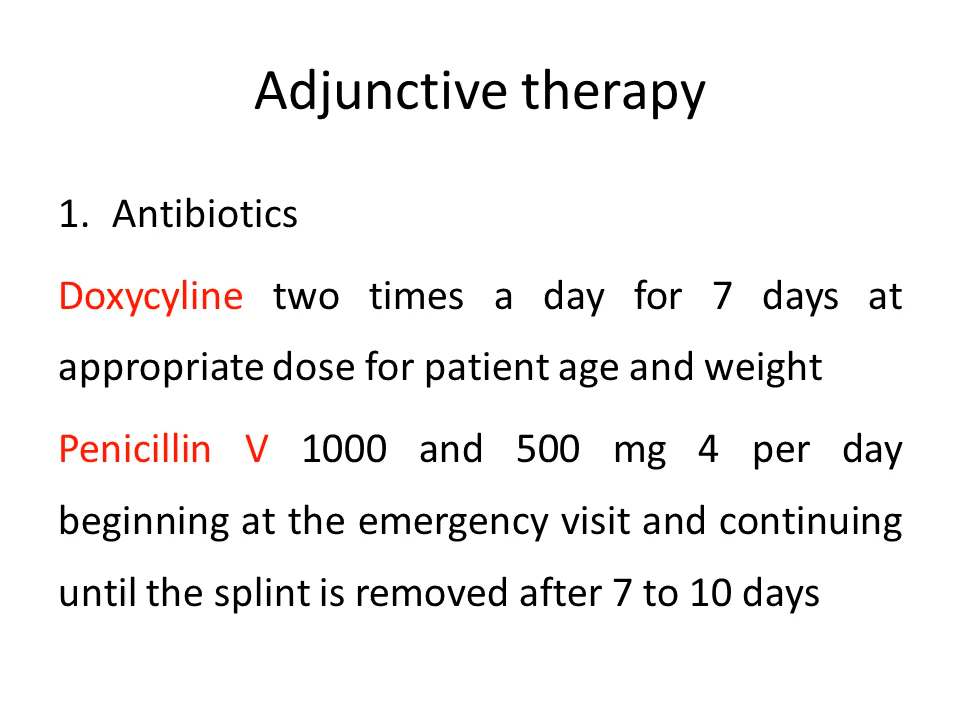 Adjunctive therapy
1. Antibiotics
Doxycyline two times a day for 7 days at
appropriate dose for patient age and weight
Penicillin V 1000 and 500 mg 4 per day
beginning at the emergency visit and continuing
until the splint is removed after 7 to 10 days